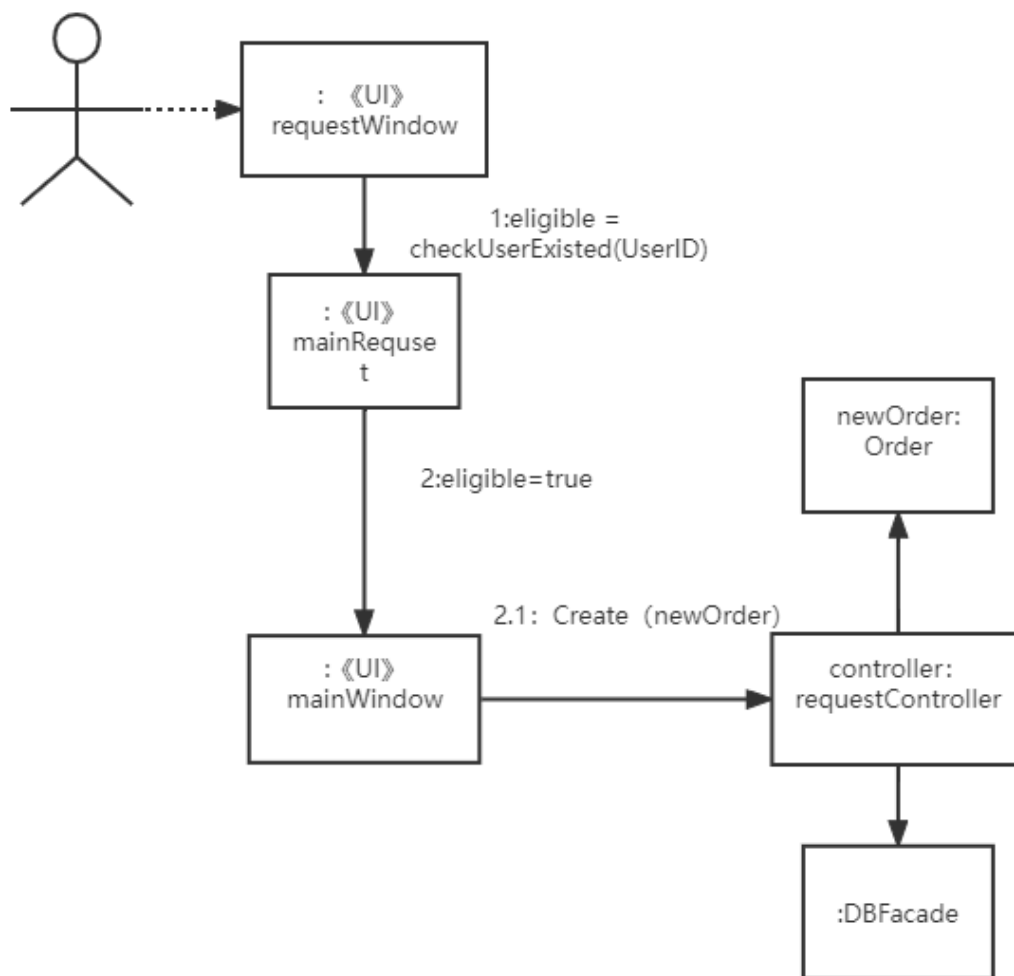 : 《UI》
requestWindow
1:eligible =
checkUserExisted(UserID)
:《UI》
mainRequse
t
newOrder:
Order
2:eligible=true
2.1: Create (newOrder)
:《UI》
mainWindow
controller:
requestController
:DBFacade